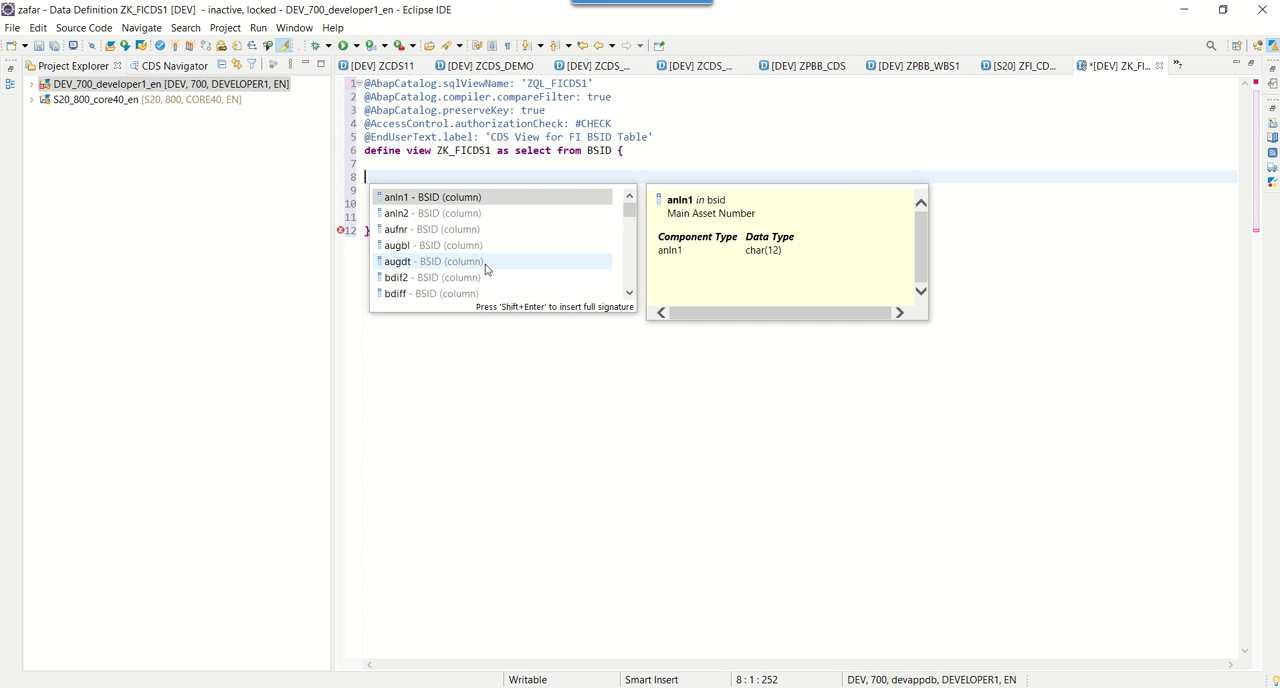 zafar - Data Definition ZK_FICDS1 [DEV]  - inactive, locked - DEV_700_developer1_en - Eclipse IDE
File Edit Source Code Navigate Search Project Run Window Help
Project Explorer CDS Navigator
[DEV] ZCDS11 [DEV] ZCDS_DEMO [DEV] ZCDS_... [DEV] ZCDS_... [DEV] ZPBB_CDS [DEV] ZPBB_WBS1 [S20] ZFI_CD... *[DEV] ZK_FI... »7
DEV_700_developer1_en [DEV, 700, DEVELOPER1, EN]
S20_800_core40_en [S20, 800, CORE40, EN]
1 @AbapCatalog.sqlViewName: 'ZQL_FICDS1'
2 @AbapCatalog.compiler.compareFilter: true
3 @AbapCatalog.preserveKey: true
4 @AccessControl.authorizationCheck: #CHECK
5 @EndUserText.label: 'CDS View for FI BSID Table'
6 define view ZK_FICDS1 as select from BSID {
7
8
9
10
11
12 }
anln1 - BSID (column)
anln2 - BSID (column)
aufnr - BSID (column)
augbl - BSID (column)
augdt - BSID (column)
bdif2 - BSID (column)
bdiff - BSID (column)
Press 'Shift+Enter' to insert full signature
anln1 in bsid
Main Asset Number
Component Type Data Type
anln1 char(12)
Writable Smart Insert 8 : 1 : 252 DEV, 700, devappdb, DEVELOPER1, EN